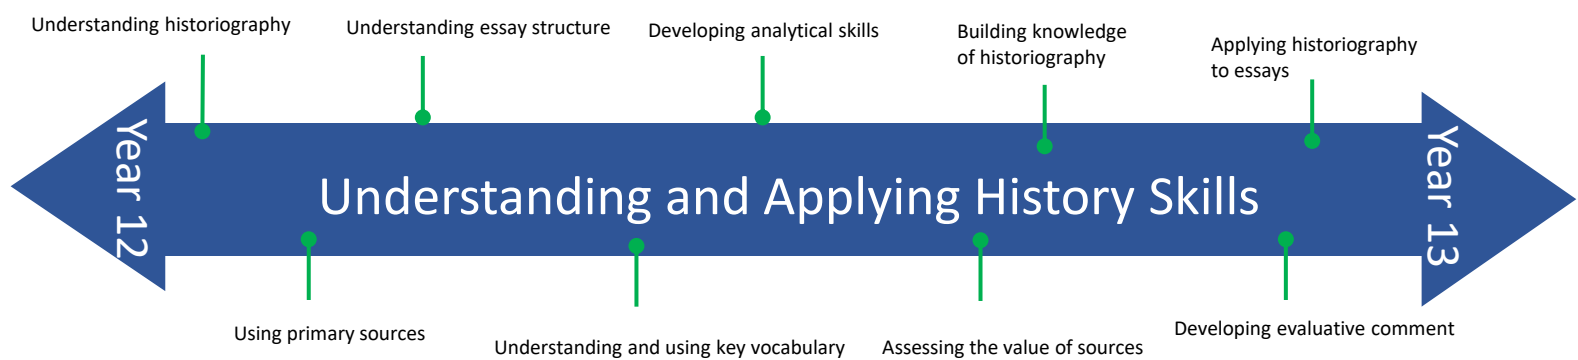 Understanding historiography
Understanding essay structure
Developing analytical skills
Building knowledge
of historiography
Applying historiography
to essays
Year 12
Understanding and Applying History Skills
Year 13
Using primary sources
Understanding and using key vocabulary
Assessing the value of sources
Developing evaluative comment